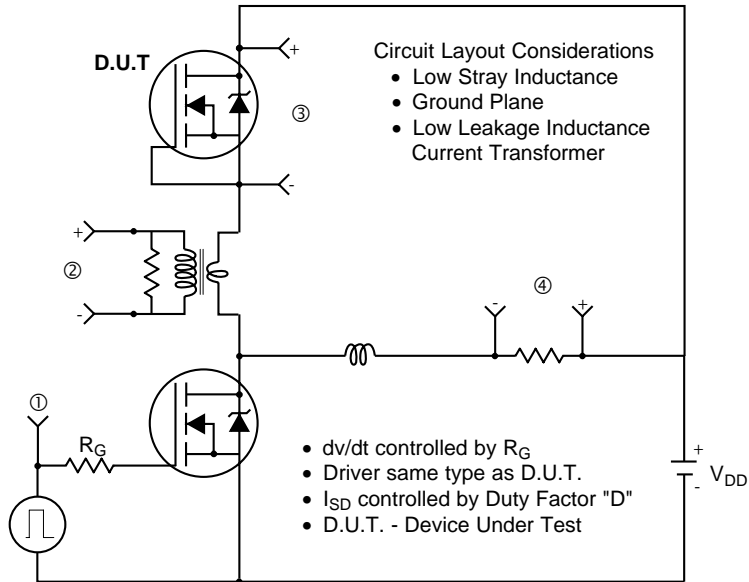 D.U.T
+
Circuit Layout Considerations
• Low Stray Inductance
③
• Ground Plane
• Low Leakage Inductance
Current Transformer
-
+
②
-
④
-
+
①
R_G
• dv/dt controlled by R_G
• Driver same type as D.U.T.
• I_SD controlled by Duty Factor "D"
• D.U.T. - Device Under Test
+
V_DD
-